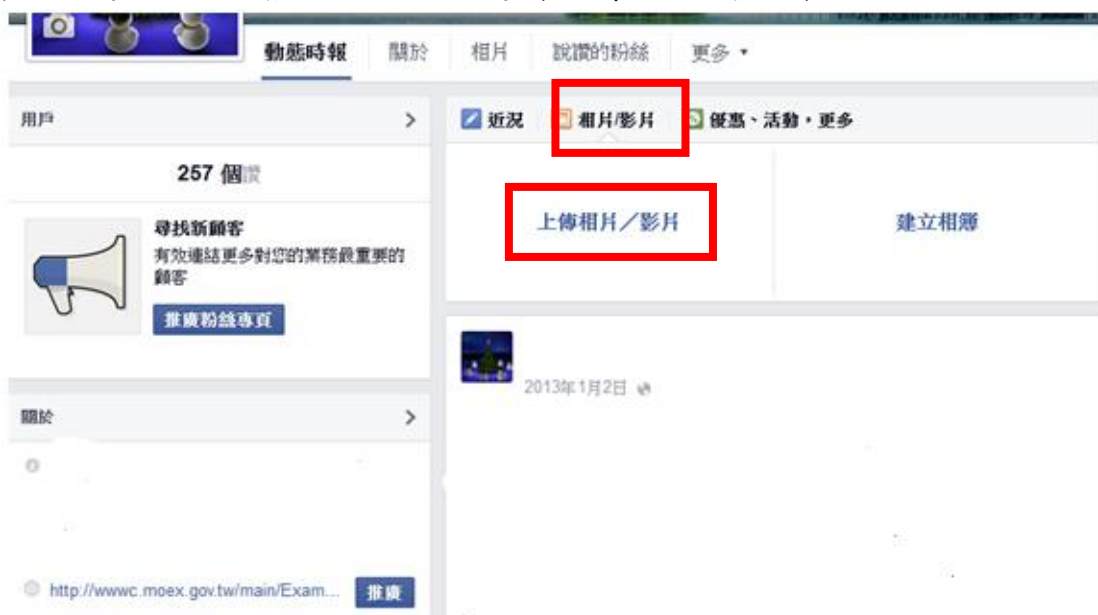 動態時報 關於 相片 說讚的粉絲 更多
用戶
近況 相片/影片 優惠、活動，更多
257 個讚
上傳相片／影片 建立相簿
尋找新顧客
有效連結更多對您的業務最重要的
顧客
推廣粉絲專頁
2013年1月2日
關於
http://wwwc.moex.gov.tw/main/Exam... 推廣